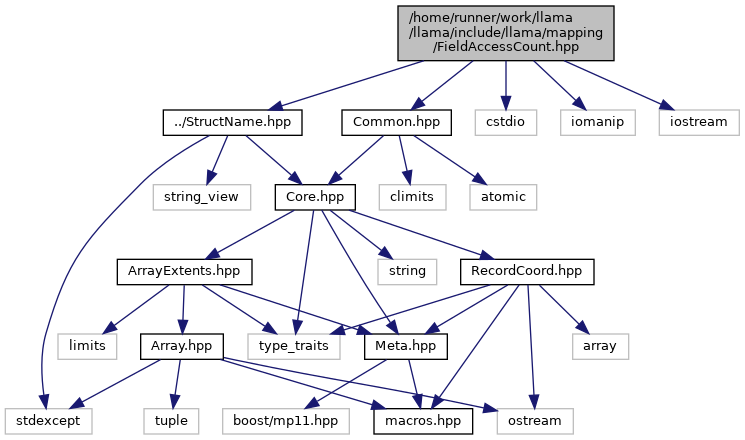 /home/runner/work/llama
/llama/include/llama/mapping
/FieldAccessCount.hpp
../StructName.hpp
Common.hpp
cstdio
iomanip
iostream
string_view
Core.hpp
climits
atomic
ArrayExtents.hpp
string
RecordCoord.hpp
limits
Array.hpp
type_traits
Meta.hpp
array
stdexcept
tuple
boost/mp11.hpp
macros.hpp
ostream